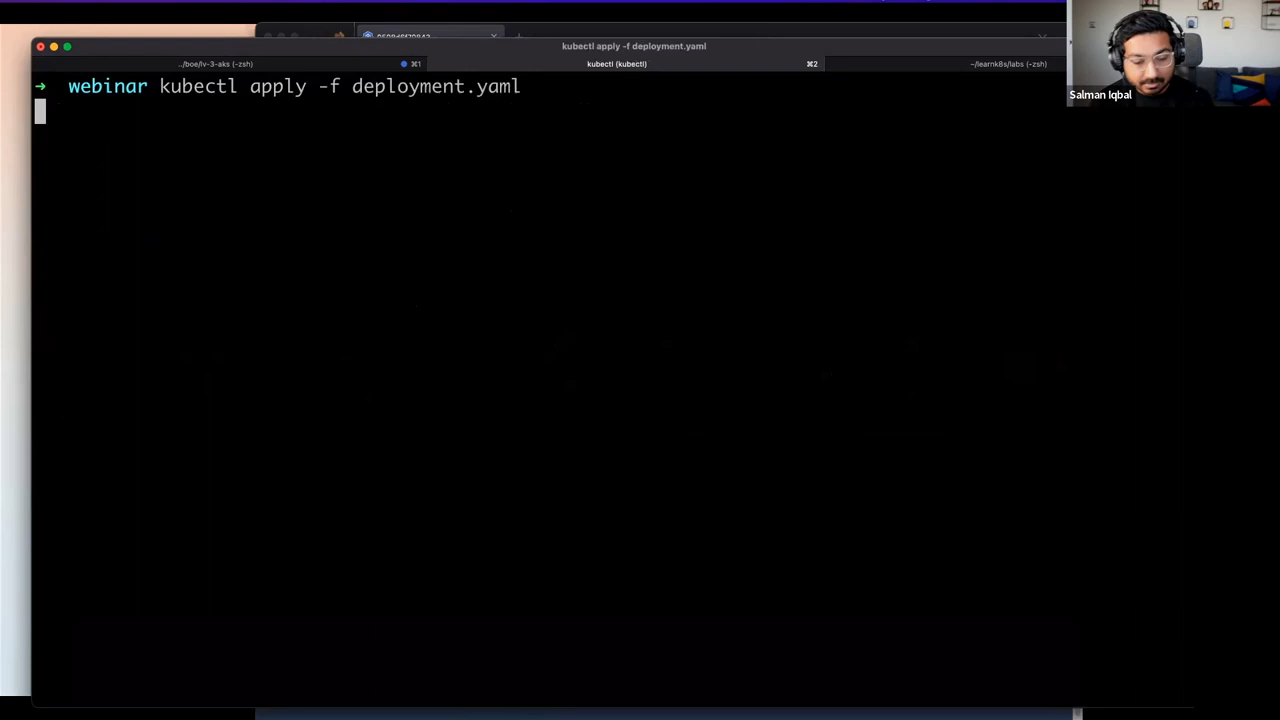 kubectl apply -f deployment.yaml
../boe/lv-3-aks (-zsh) ⌘1 kubectl (kubectl) ⌘2 ~/learnk8s/labs (-zsh)
➜ webinar kubectl apply -f deployment.yaml
Salman Iqbal